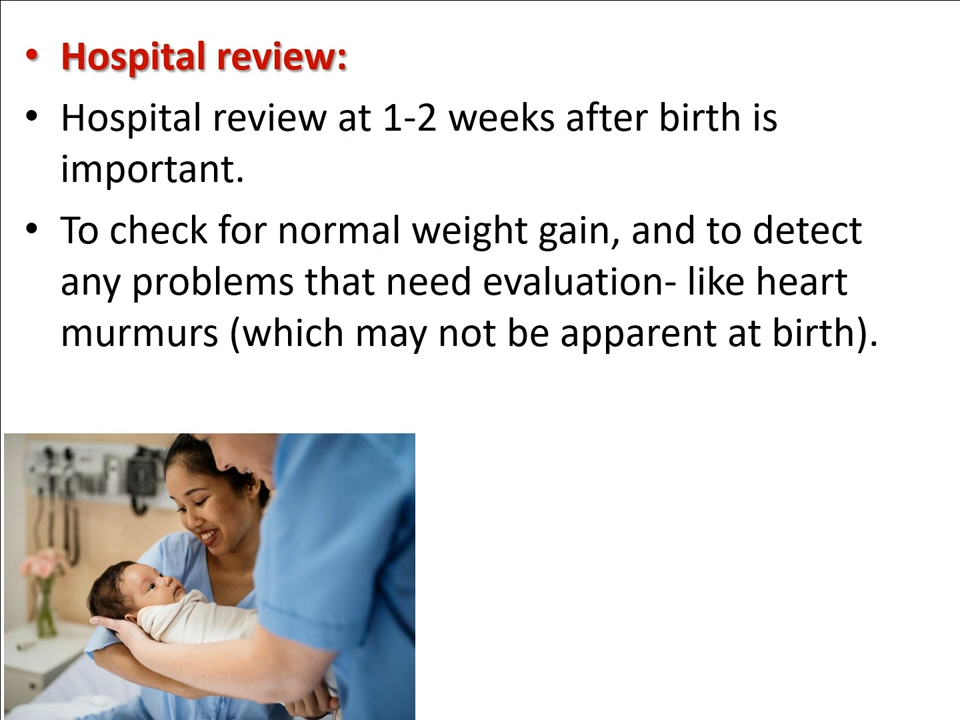 • Hospital review:
• Hospital review at 1-2 weeks after birth is
important.
• To check for normal weight gain, and to detect
any problems that need evaluation- like heart
murmurs (which may not be apparent at birth).